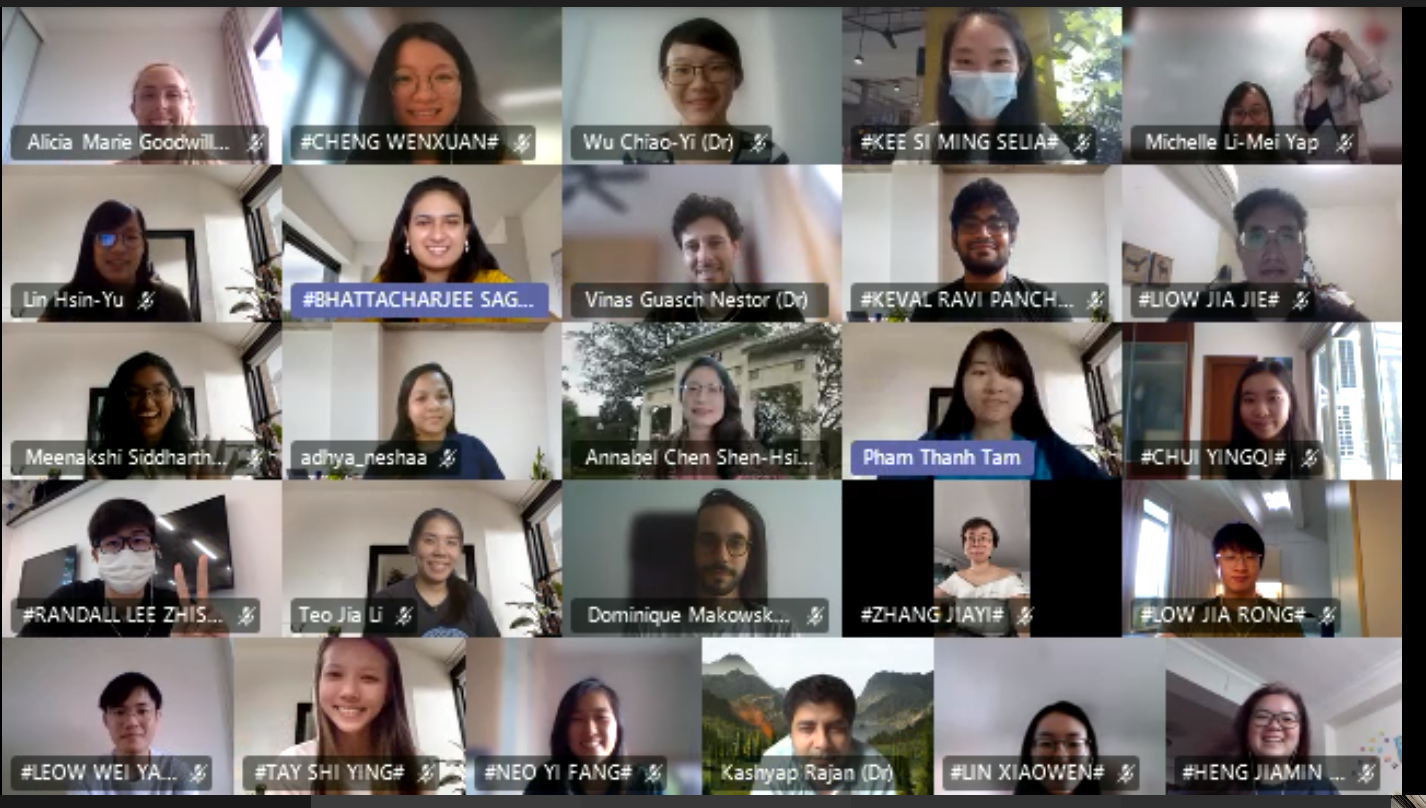 Alicia Marie Goodwill...
#CHENG WENXUAN#
Wu Chiao-Yi (Dr)
#KEE SI MING SELIA#
Michelle Li-Mei Yap
Lin Hsin-Yu
#BHATTACHARJEE SAG...
Vinas Guasch Nestor (Dr)
#KEVAL RAVI PANCH...
#LIOW JIA JIE#
Meenakshi Siddharth...
adhya_neshaa
Annabel Chen Shen-Hsi...
Pham Thanh Tam
#CHUI YINGQI#
#RANDALL LEE ZHIS...
Teo Jia Li
Dominique Makowsk...
#ZHANG JIAYI#
#LOW JIA RONG#
#LEOW WEI YA...
#TAY SHI YING#
#NEO YI FANG#
Kashyap Rajan (Dr)
#LIN XIAOWEN#
#HENG JIAMIN ...